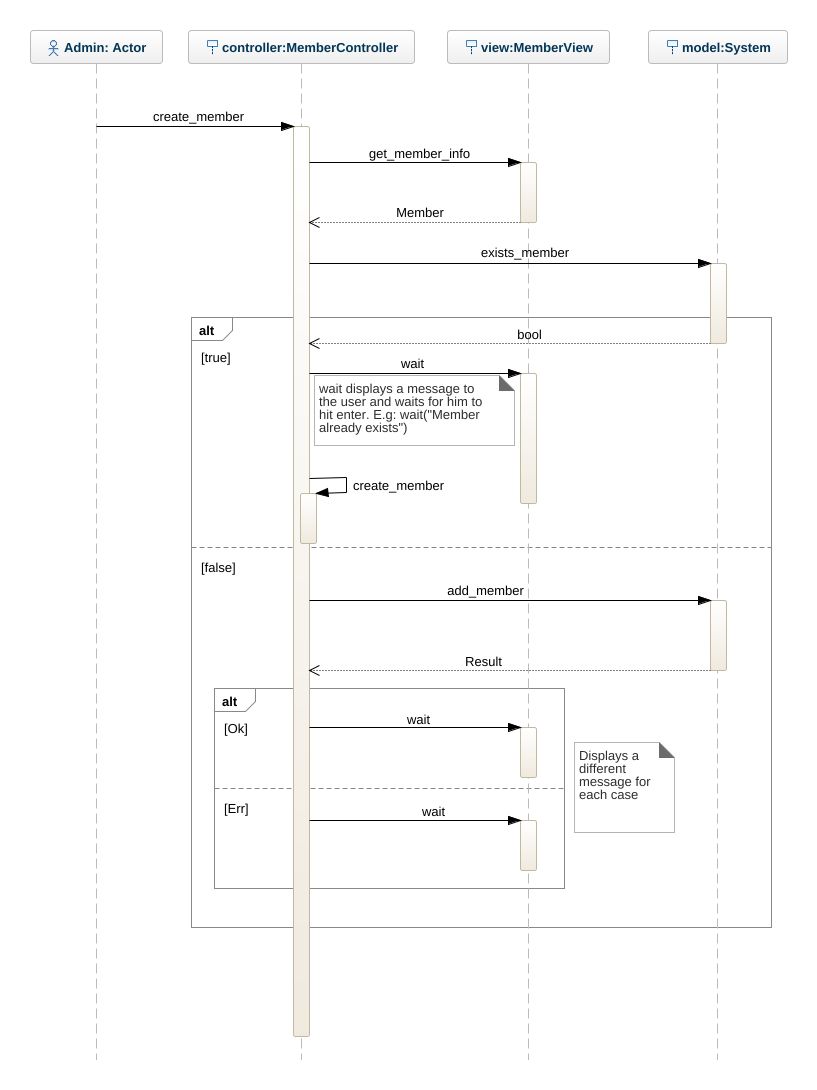 Admin: Actor
controller:MemberController
view:MemberView
model:System
create_member
get_member_info
Member
exists_member
alt
bool
[true]
wait
wait displays a message to
the user and waits for him to
hit enter. E.g: wait("Member
already exists")
create_member
[false]
add_member
Result
alt
wait
[Ok]
Displays a
different
message for
each case
[Err]
wait